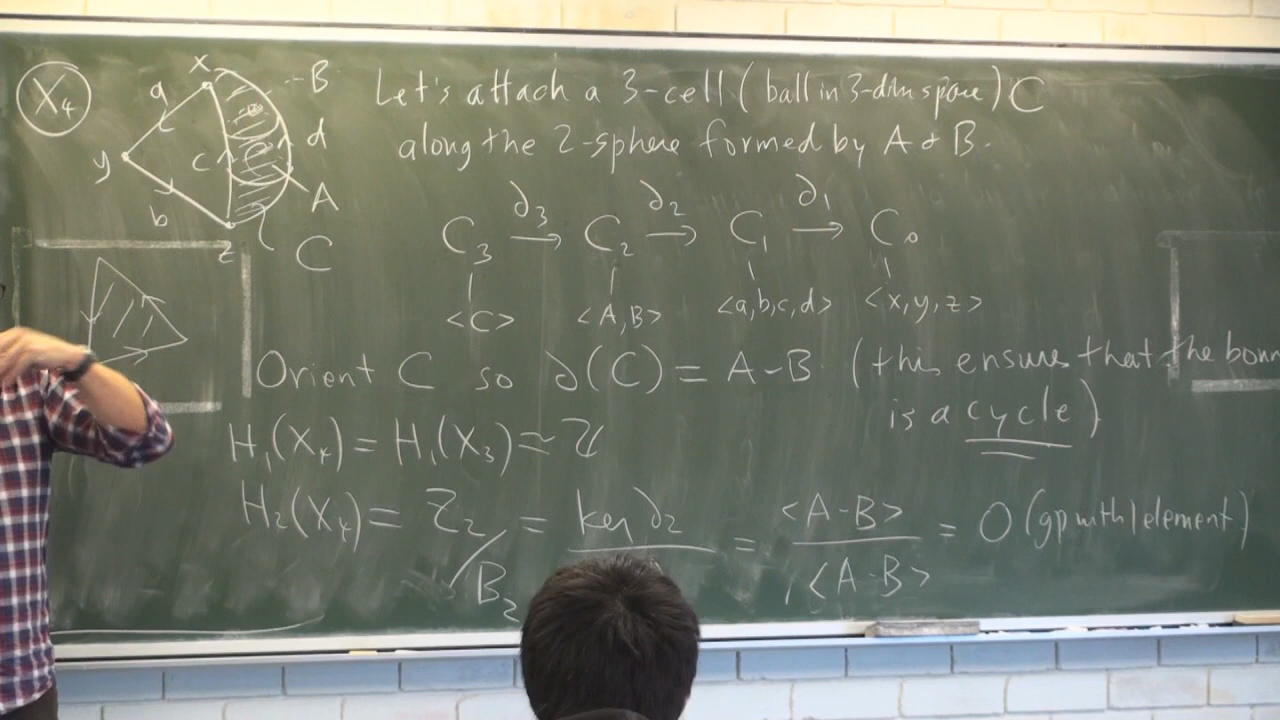 X₄
x
a
B
y
c
d
b
A
z
C
Let's attach a 3-cell (ball in 3-dim space) C
along the 2-sphere formed by A & B.
C₃ →∂₃ C₂ →∂₂ C₁ →∂₁ C₀
<C> <A,B> <a,b,c,d> <x,y,z>
Orient C so ∂(C) = A-B (this ensures that the boun
is a cycle)
H₁(X₄) = H₁(X₃) ≈ ℤ
H₂(X₄) = Z₂/B₂ = ker ∂₂ = <A-B>/<A-B> = 0 (gp with 1 element)